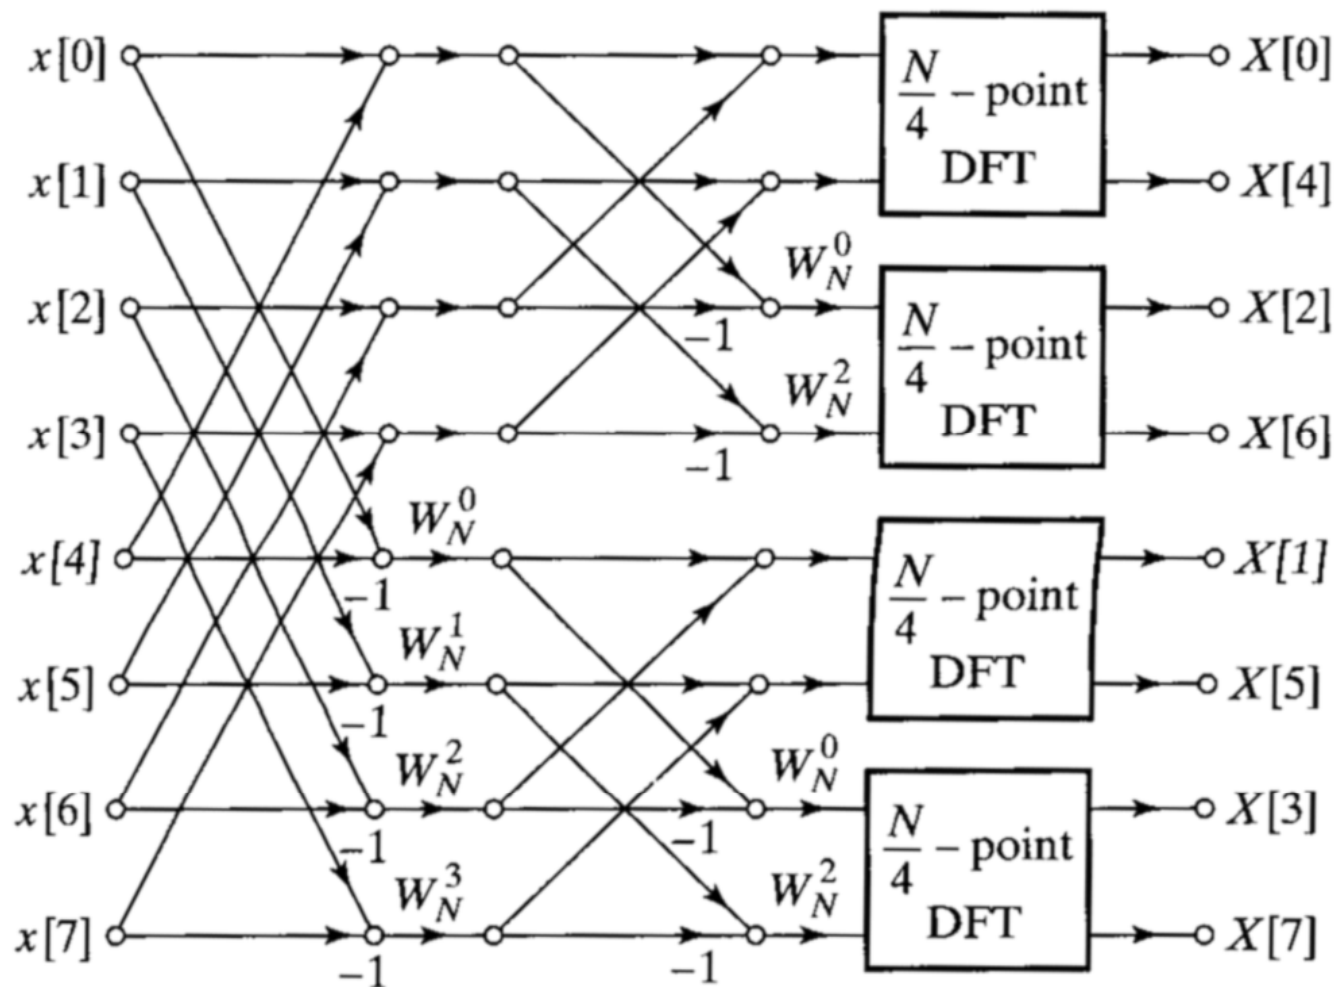 x[0]
N/4 – point
DFT
X[0]
x[1]
X[4]
x[2]
W_N^0
–1
N/4 – point
DFT
X[2]
x[3]
W_N^2
–1
X[6]
x[4]
W_N^0
–1
N/4 – point
DFT
X[1]
x[5]
W_N^1
–1
X[5]
x[6]
W_N^2
–1
W_N^0
–1
N/4 – point
DFT
X[3]
x[7]
W_N^3
–1
W_N^2
–1
X[7]